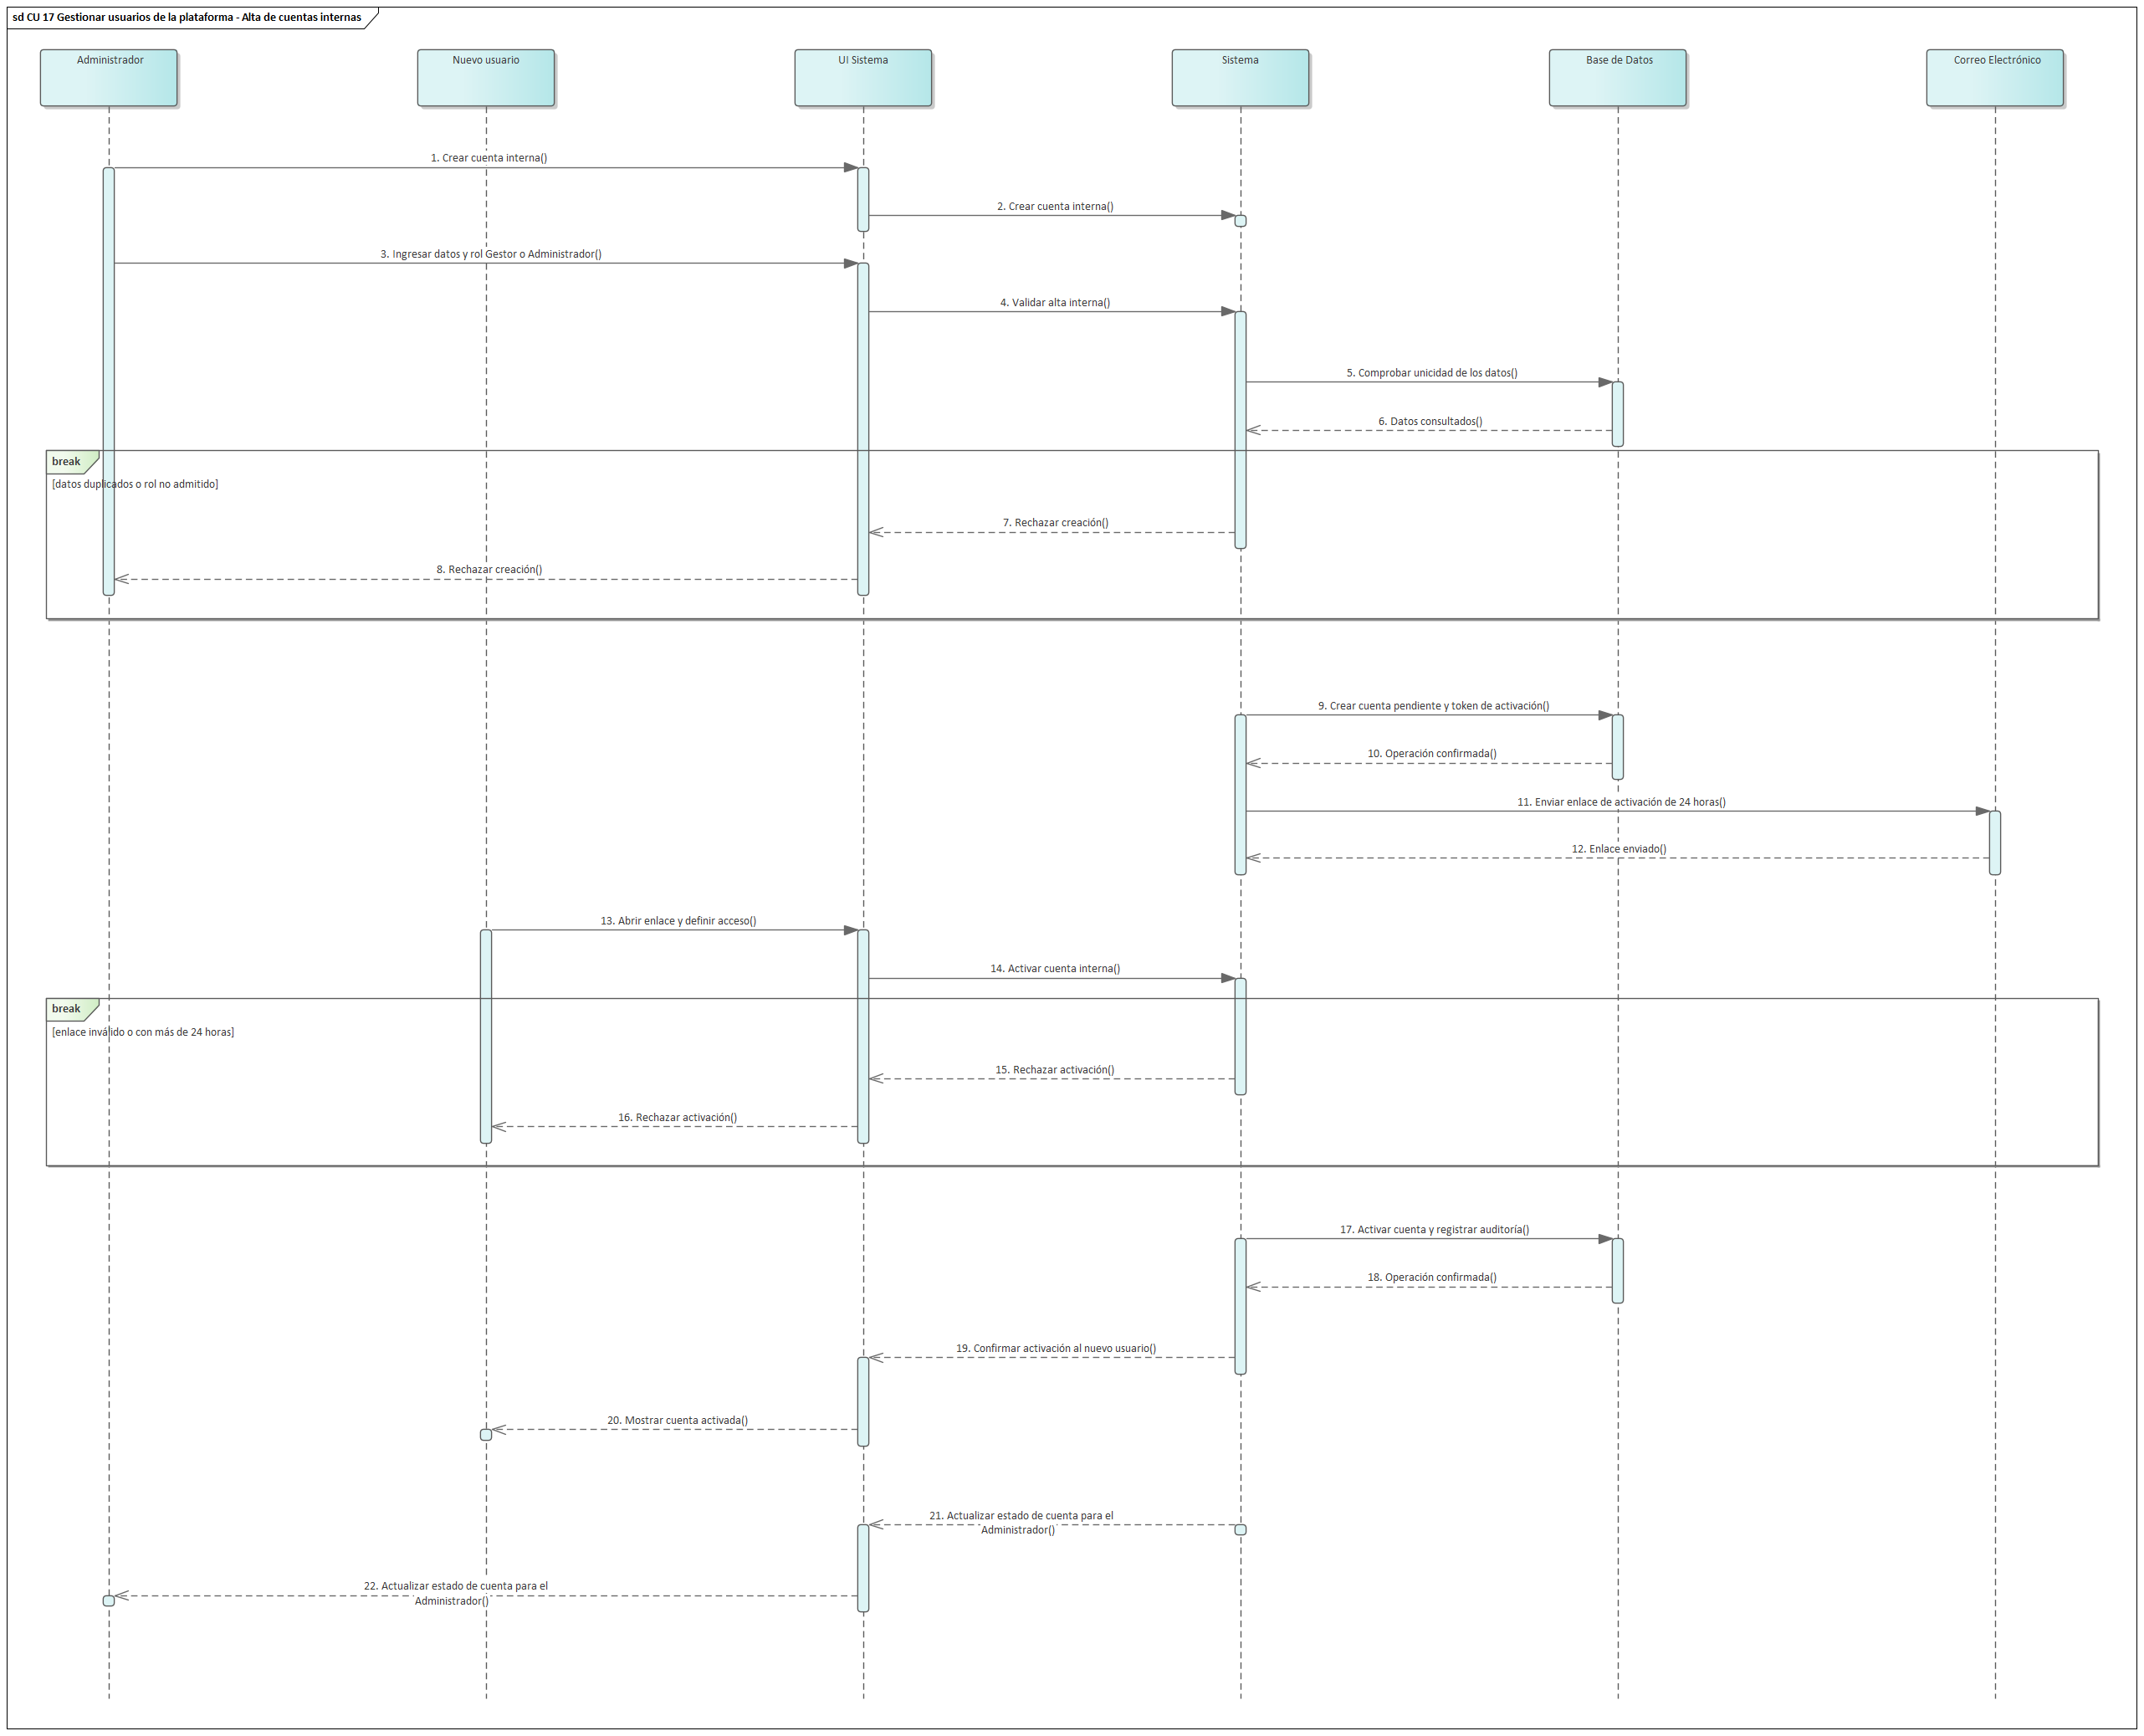 sd CU 17 Gestionar usuarios de la plataforma - Alta de cuentas internas
Administrador
Nuevo usuario
UI Sistema
Sistema
Base de Datos
Correo Electrónico
1. Crear cuenta interna()
2. Crear cuenta interna()
3. Ingresar datos y rol Gestor o Administrador()
4. Validar alta interna()
5. Comprobar unicidad de los datos()
6. Datos consultados()
break
[datos duplicados o rol no admitido]
7. Rechazar creación()
8. Rechazar creación()
9. Crear cuenta pendiente y token de activación()
10. Operación confirmada()
11. Enviar enlace de activación de 24 horas()
12. Enlace enviado()
13. Abrir enlace y definir acceso()
14. Activar cuenta interna()
break
[enlace inválido o con más de 24 horas]
15. Rechazar activación()
16. Rechazar activación()
17. Activar cuenta y registrar auditoría()
18. Operación confirmada()
19. Confirmar activación al nuevo usuario()
20. Mostrar cuenta activada()
21. Actualizar estado de cuenta para el
Administrador()
22. Actualizar estado de cuenta para el
Administrador()